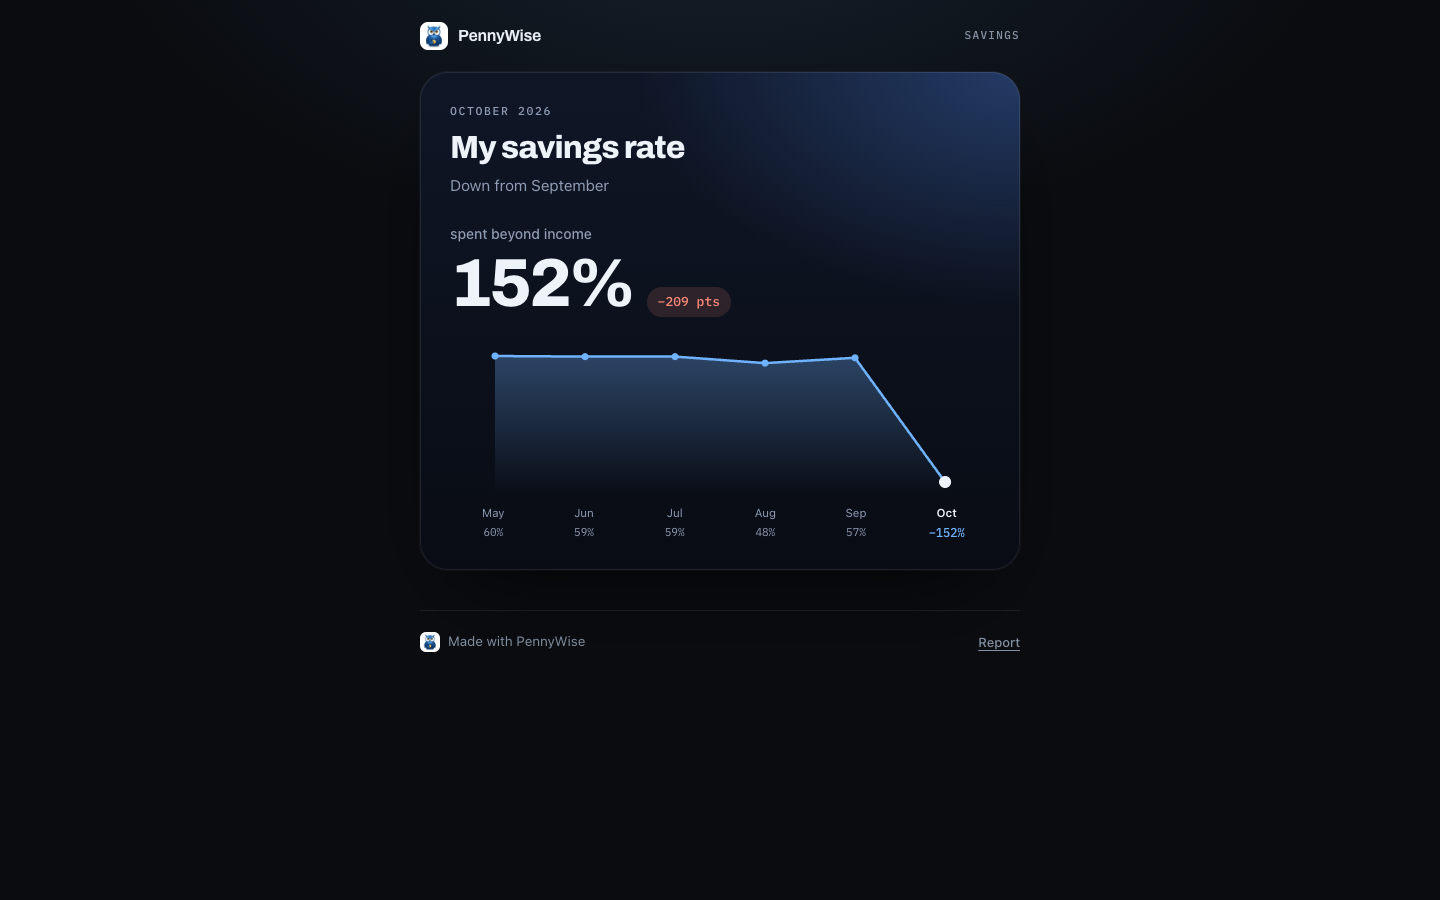 PennyWise
SAVINGS
OCTOBER 2026
My savings rate
Down from September
spent beyond income
152%
−209 pts
May Jun Jul Aug Sep Oct
60% 59% 59% 48% 57% −152%
Made with PennyWise
Report